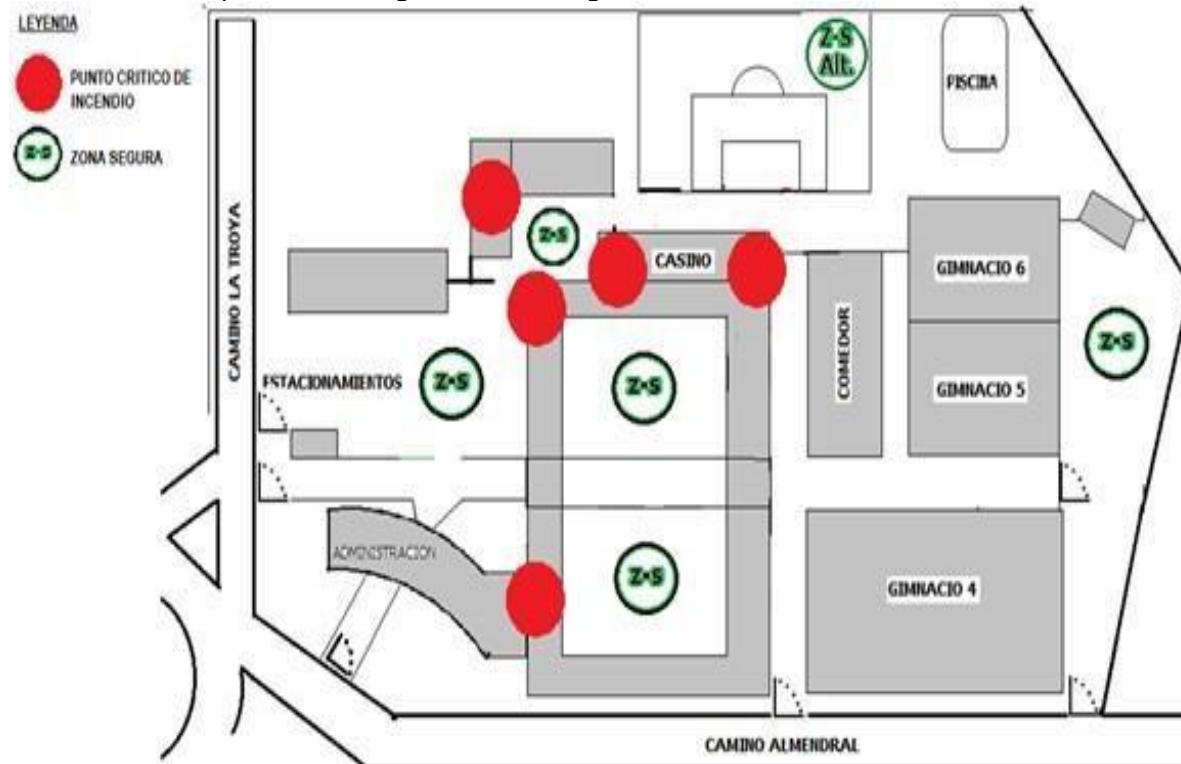 LEYENDA
PUNTO CRITICO DE
INCENDIO
Z-S
ZONA SEGURA
Z-S
Alt.
PISCINA
CAMINO LA TROYA
Z-S
CASINO
GIMNACIO 6
COMEDOR
Z-S
ESTACIONAMIENTOS
Z-S
Z-S
GIMNACIO 5
ADMINISTRACION
Z-S
GIMNACIO 4
CAMINO ALMENDRAL